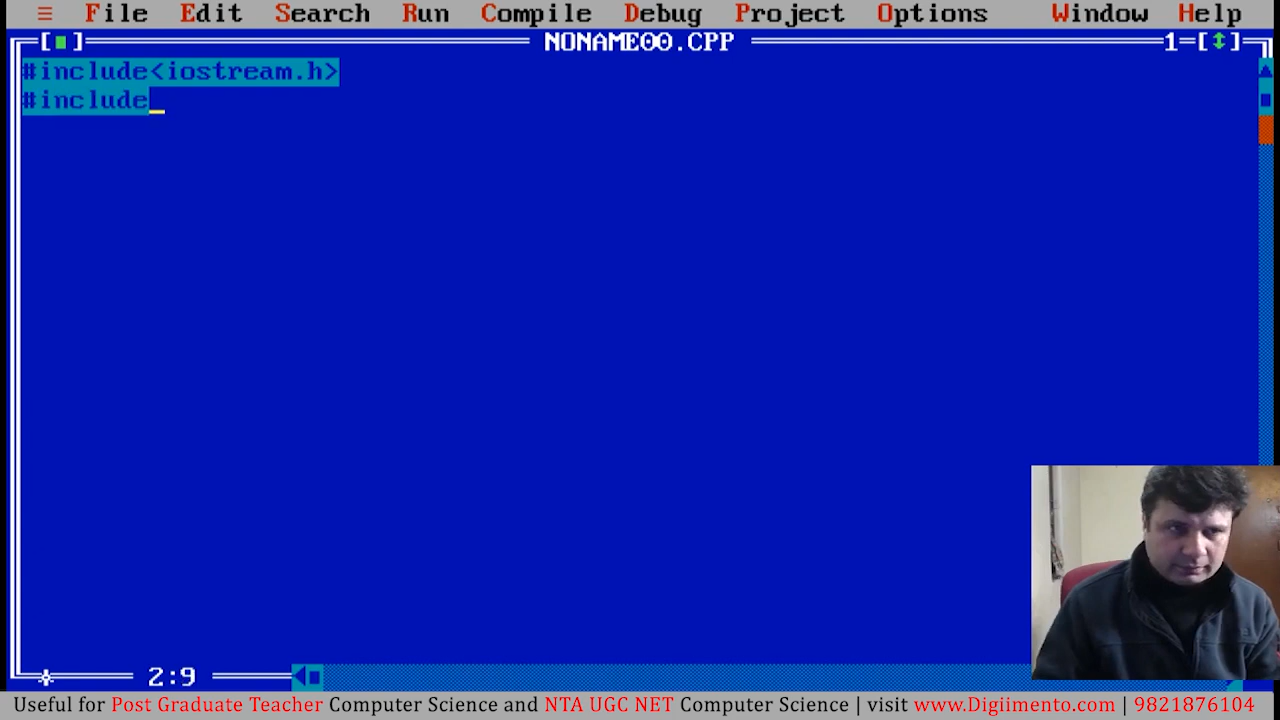 ≡ File Edit Search Run Compile Debug Project Options Window Help
[■] NONAME00.CPP 1=[↕]
#include<iostream.h>
#include_
2:9
Useful for Post Graduate Teacher Computer Science and NTA UGC NET Computer Science | visit www.Digiimento.com | 9821876104